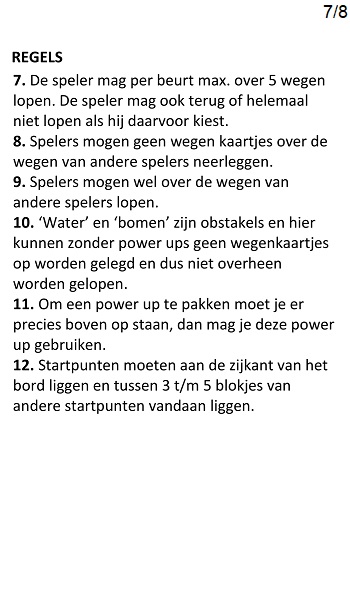 7/8
REGELS
7. De speler mag per beurt max. over 5 wegen
lopen. De speler mag ook terug of helemaal
niet lopen als hij daarvoor kiest.
8. Spelers mogen geen wegen kaartjes over de
wegen van andere spelers neerleggen.
9. Spelers mogen wel over de wegen van
andere spelers lopen.
10. ‘Water’ en ‘bomen’ zijn obstakels en hier
kunnen zonder power ups geen wegenkaartjes
op worden gelegd en dus niet overheen
worden gelopen.
11. Om een power up te pakken moet je er
precies boven op staan, dan mag je deze power
up gebruiken.
12. Startpunten moeten aan de zijkant van het
bord liggen en tussen 3 t/m 5 blokjes van
andere startpunten vandaan liggen.